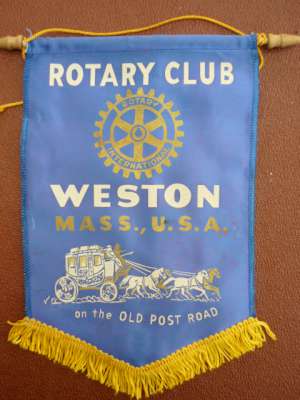 ROTARY CLUB
ROTARY
INTERNATIONAL
WESTON
MASS., U.S.A.
on the OLD POST ROAD